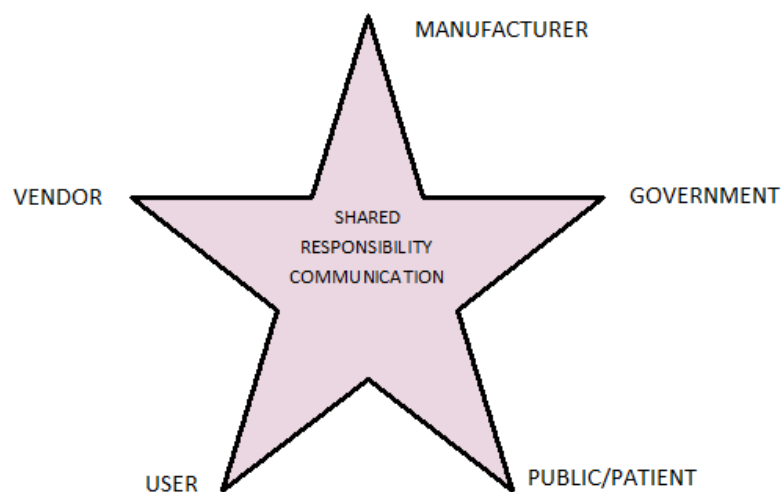 MANUFACTURER
VENDOR
GOVERNMENT
SHARED
RESPONSIBILITY
COMMUNICATION
USER
PUBLIC/PATIENT